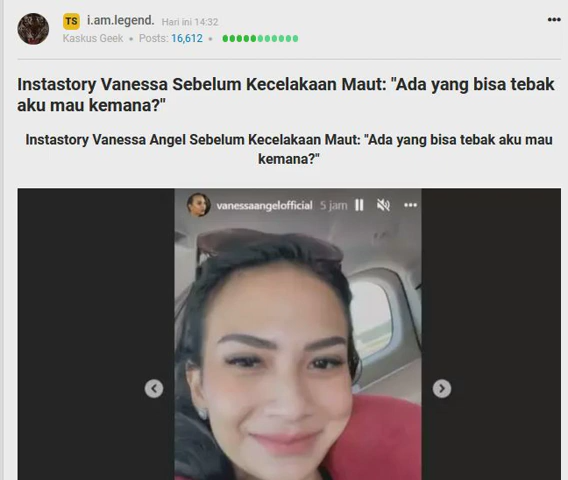 TS i.am.legend. Hari ini 14:32
Kaskus Geek • Posts: 16,612 •
Instastory Vanessa Sebelum Kecelakaan Maut: "Ada yang bisa tebak
aku mau kemana?"
Instastory Vanessa Angel Sebelum Kecelakaan Maut: "Ada yang bisa tebak aku mau
kemana?"
vanessaangelofficial 5 jam